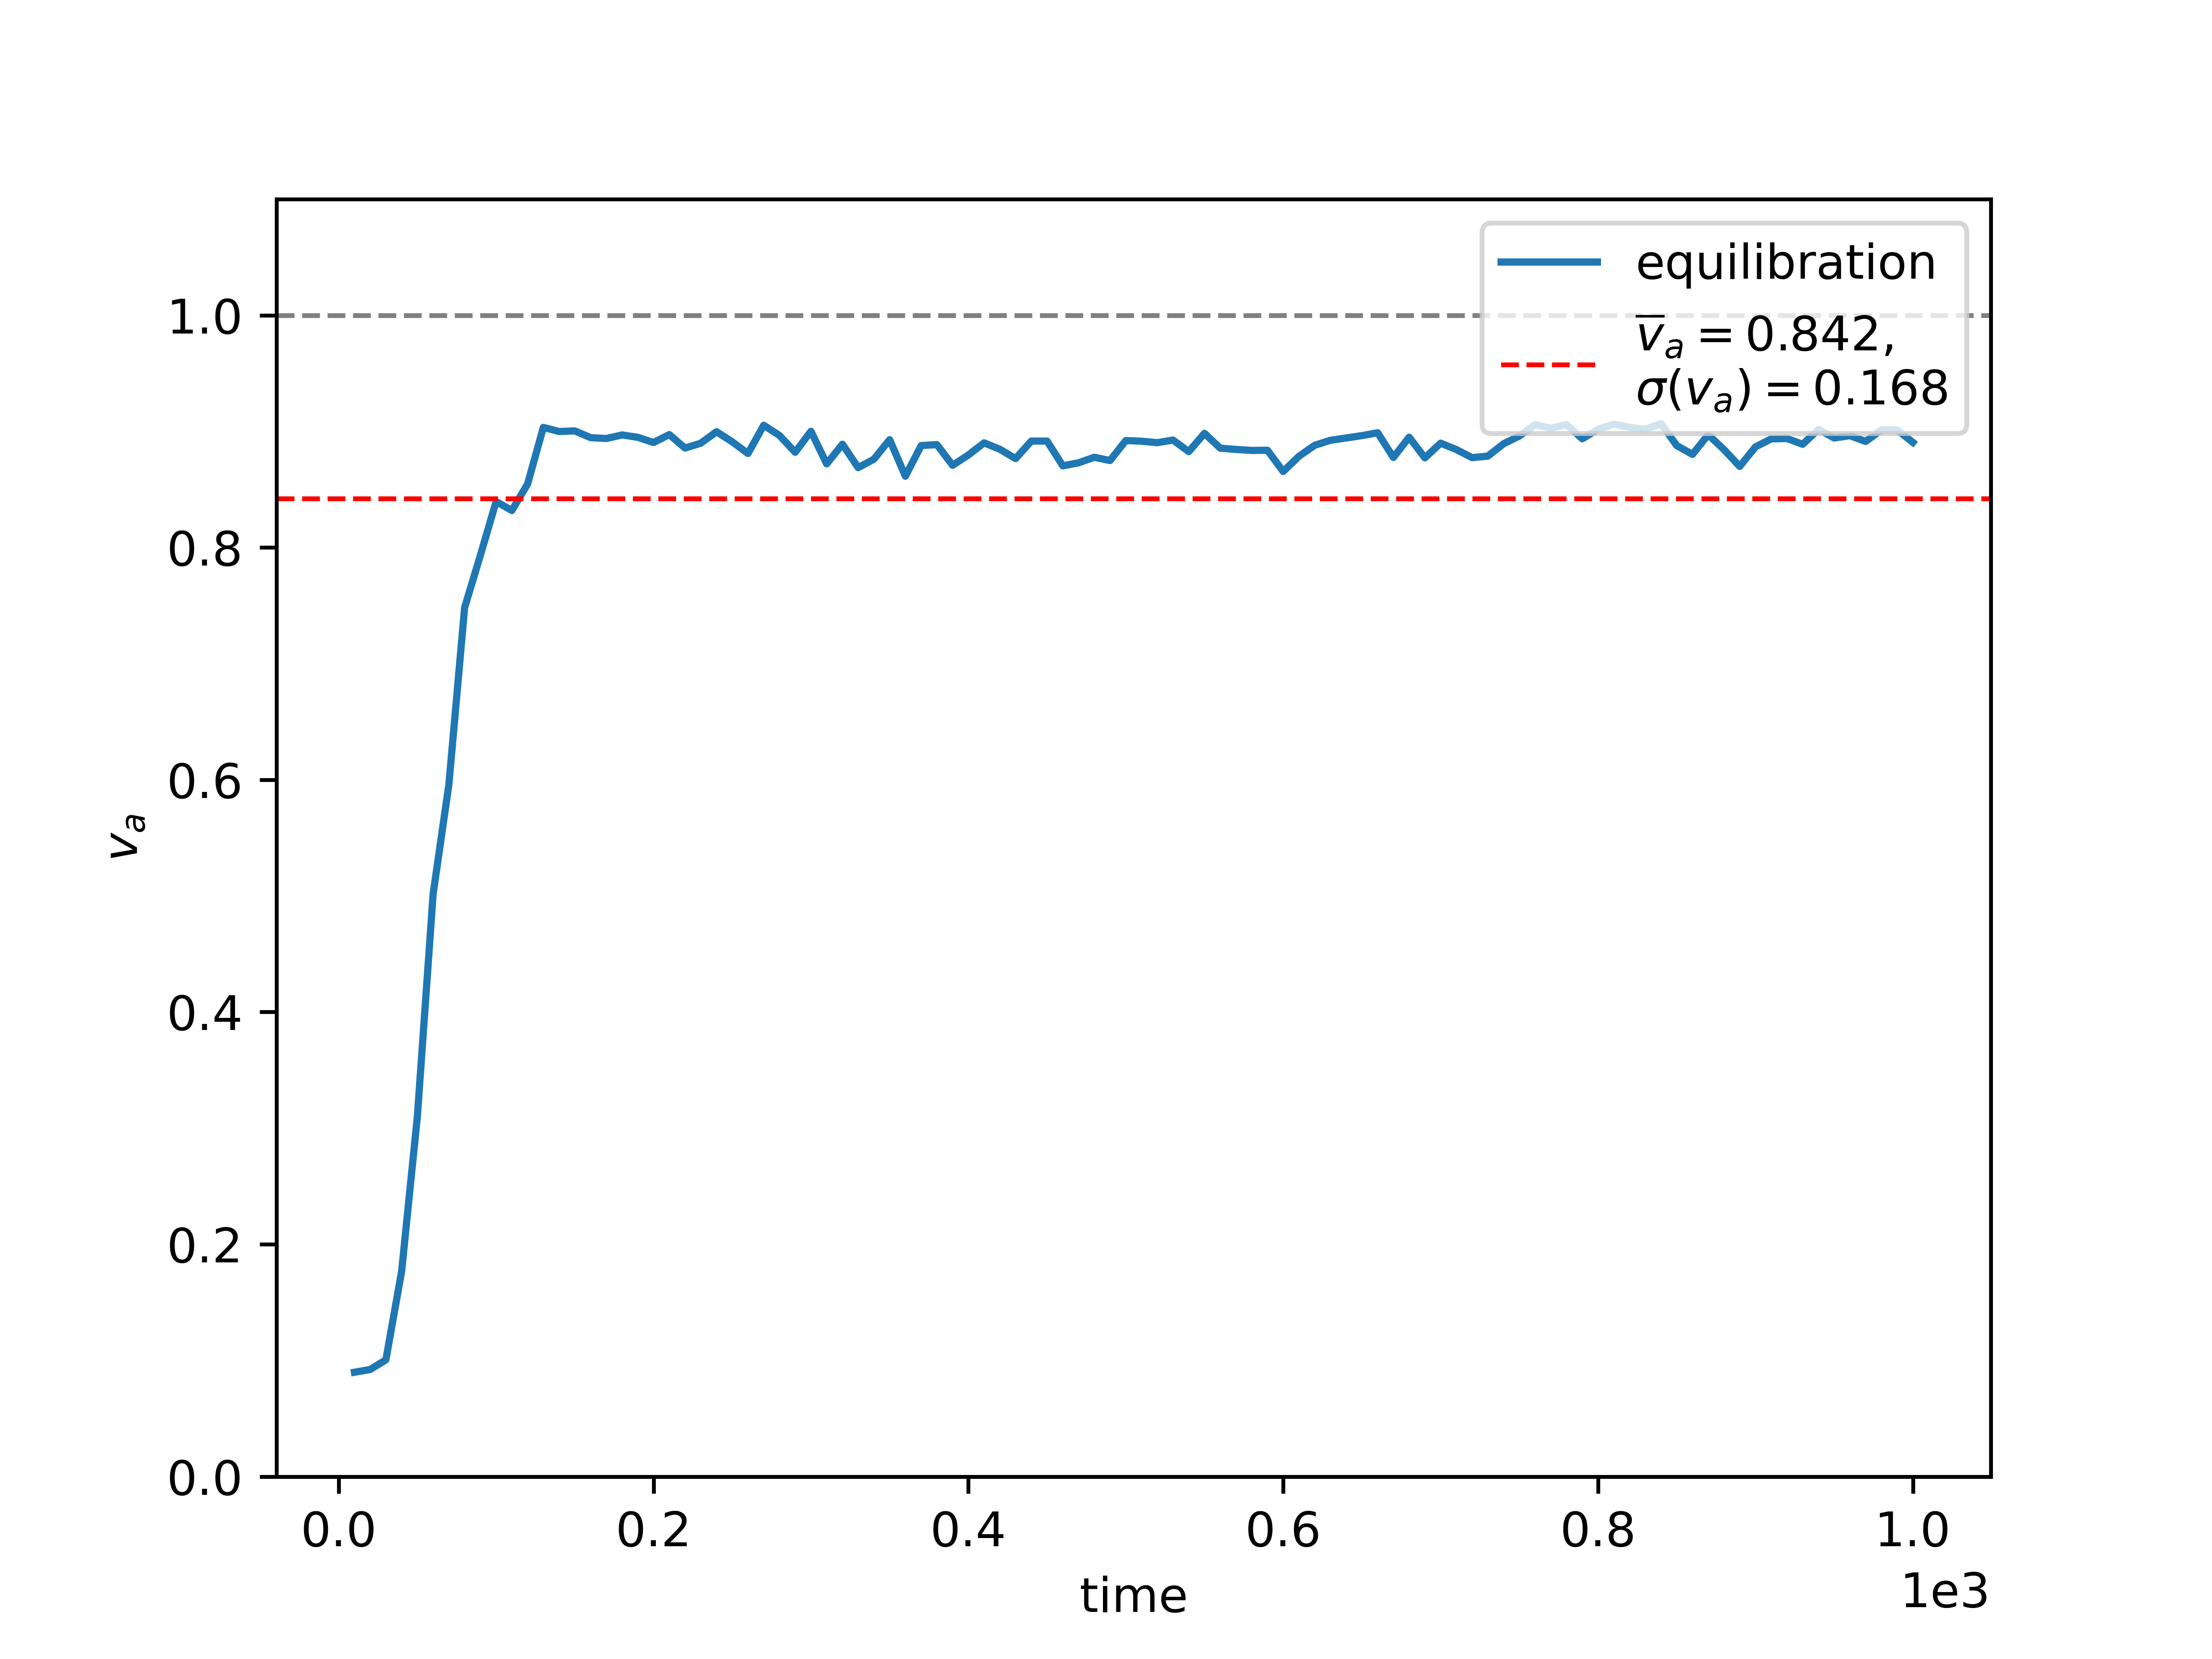 equilibration
v̅ₐ = 0.842,
σ(vₐ) = 0.168
1.0
0.8
0.6
0.4
0.2
0.0
vₐ
0.0 0.2 0.4 0.6 0.8 1.0
time
1e3